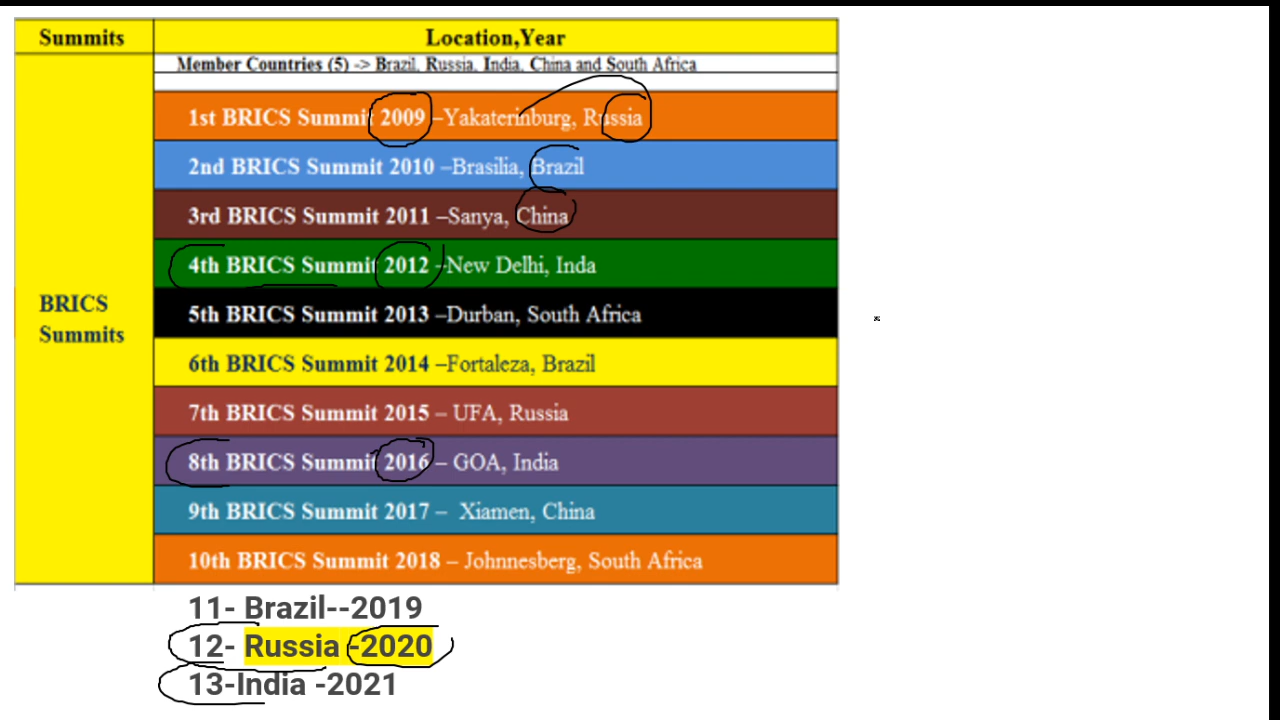 Summits
Location,Year
Member Countries (5) -> Brazil, Russia, India, China and South Africa
1st BRICS Summit 2009 –Yakaterinburg, Russia
2nd BRICS Summit 2010 –Brasilia, Brazil
3rd BRICS Summit 2011 –Sanya, China
4th BRICS Summit 2012 –New Delhi, Inda
BRICS
Summits
5th BRICS Summit 2013 –Durban, South Africa
6th BRICS Summit 2014 –Fortaleza, Brazil
7th BRICS Summit 2015 – UFA, Russia
8th BRICS Summit 2016 – GOA, India
9th BRICS Summit 2017 – Xiamen, China
10th BRICS Summit 2018 – Johnnesberg, South Africa
11- Brazil--2019
12- Russia -2020
13-India -2021